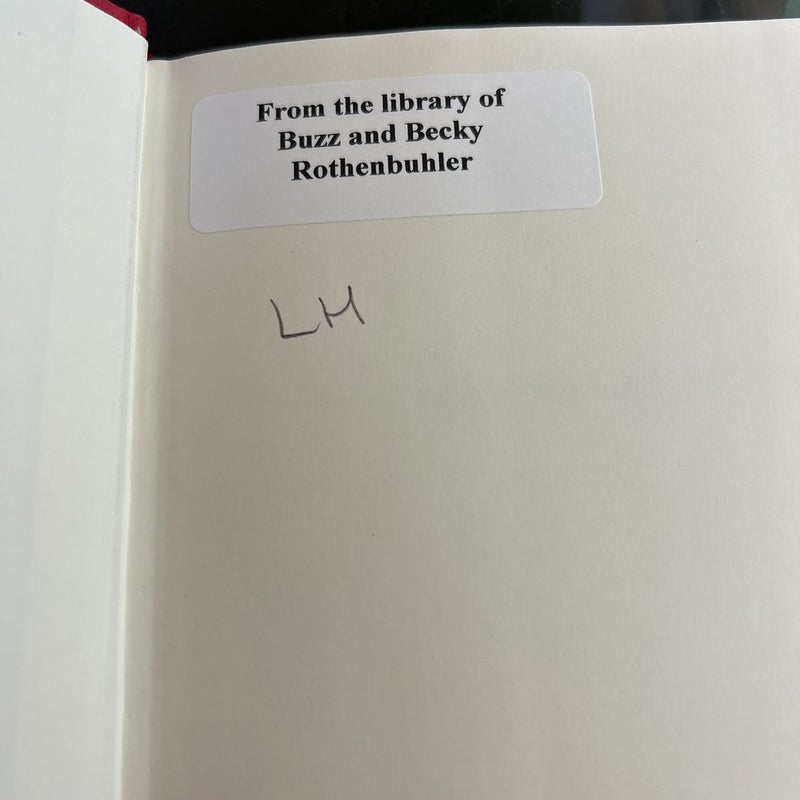 From the library of
Buzz and Becky
Rothenbuhler
LH